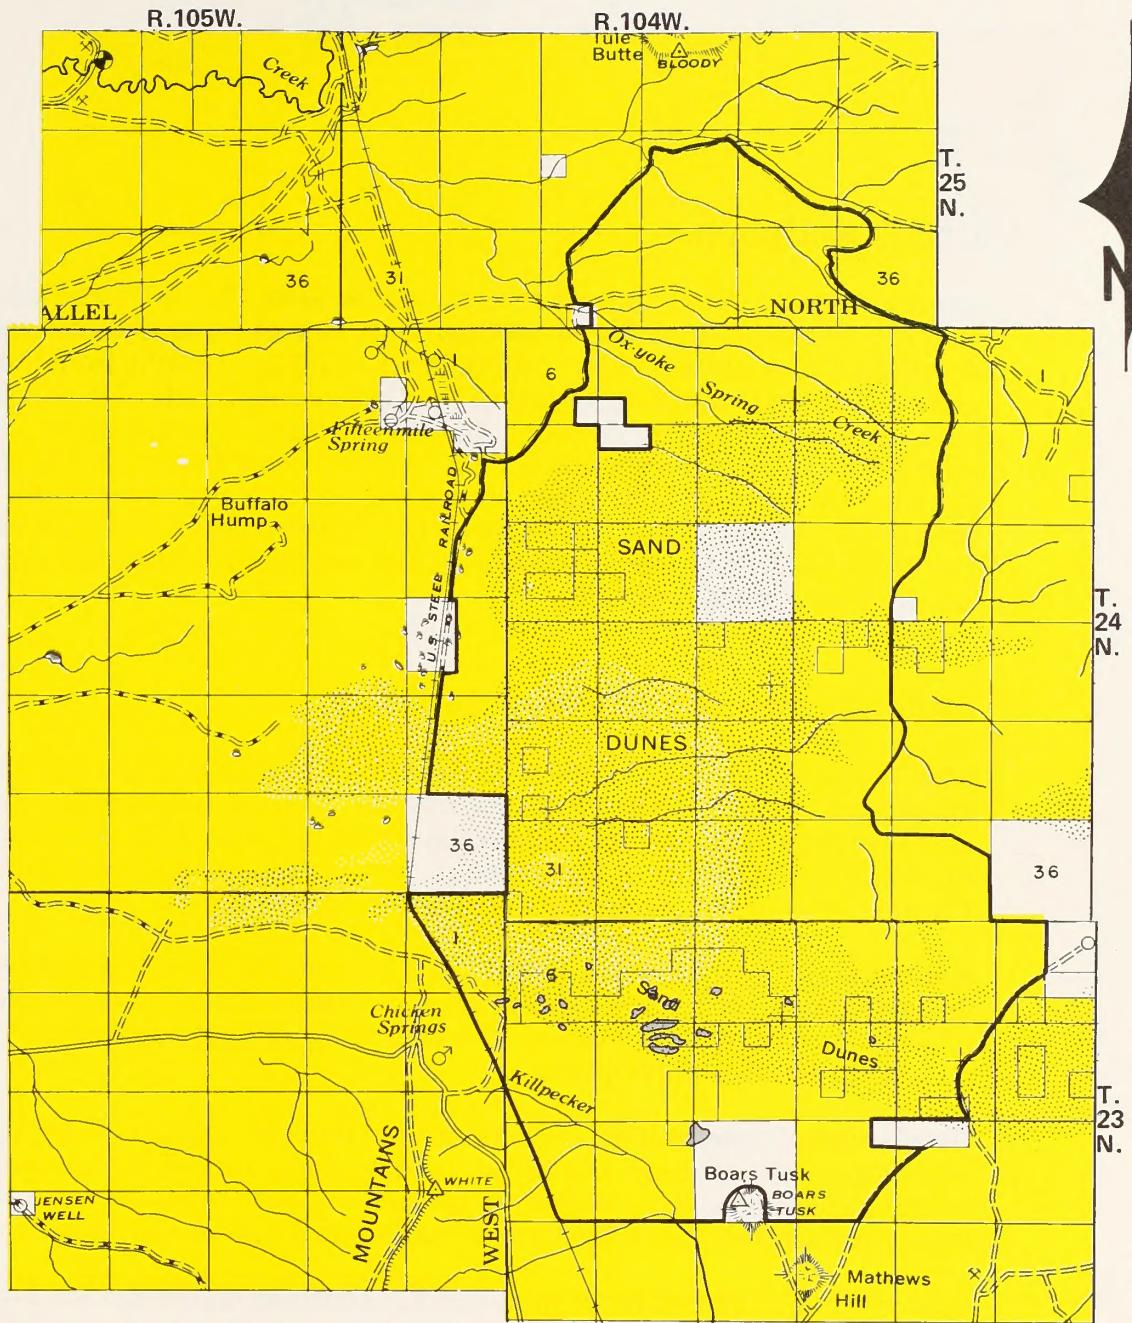 R.105W.
R.104W.
Tule
Butte
BLOODY
Creek
T.
25
N.
36
31
36
ALLEL
NORTH
N
Ox-yoke
Spring
Creek
6
1
1
1
Fifteenmile
Spring
Buffalo
Hump
U.S. STEEL RAILROAD
SAND
T.
24
N.
DUNES
36
31
36
1
6
Sand
Dunes
Chicken
Springs
Killpecker
T.
23
N.
MOUNTAINS
WHITE
WEST
Boars Tusk
BOARS
TUSK
JENSEN
WELL
Mathews
Hill